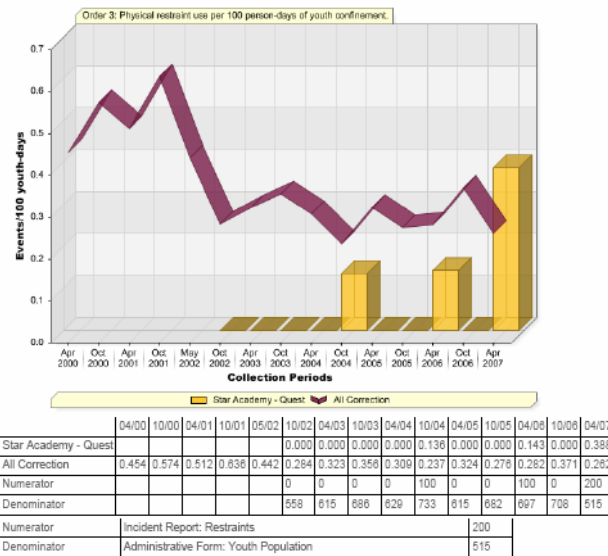 Order 3: Physical restraint use per 100 person-days of youth confinement.
0.7
0.6
0.5
0.4
0.3
0.2
0.1
0.0
Events/100 youth-days
Apr Oct Apr Oct May Oct Apr Oct Apr Oct Apr Oct Apr Oct Apr
2000 2000 2001 2001 2002 2002 2003 2003 2004 2004 2005 2005 2006 2006 2007
Collection Periods
Star Academy - Quest All Correction
04/00 10/00 04/01 10/01 05/02 10/02 04/03 10/03 04/04 10/04 04/05 10/05 04/06 10/06 04/07
Star Academy - Quest 0.000 0.000 0.000 0.000 0.136 0.000 0.000 0.143 0.000 0.388
All Correction 0.454 0.574 0.512 0.636 0.442 0.284 0.323 0.356 0.309 0.237 0.324 0.276 0.282 0.371 0.262
Numerator 0 0 0 0 100 0 0 100 0 200
Denominator 558 615 686 629 733 615 682 697 708 515
Numerator Incident Report: Restraints 200
Denominator Administrative Form: Youth Population 515